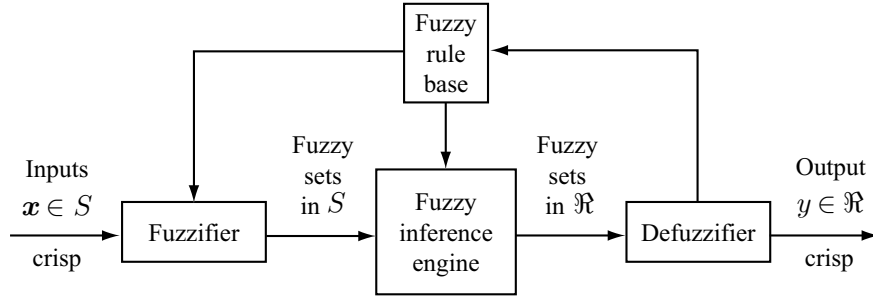 Fuzzy
rule
base
Inputs
x ∈ S
crisp
Fuzzifier
Fuzzy
sets
in S
Fuzzy
inference
engine
Fuzzy
sets
in ℜ
Defuzzifier
Output
y ∈ ℜ
crisp